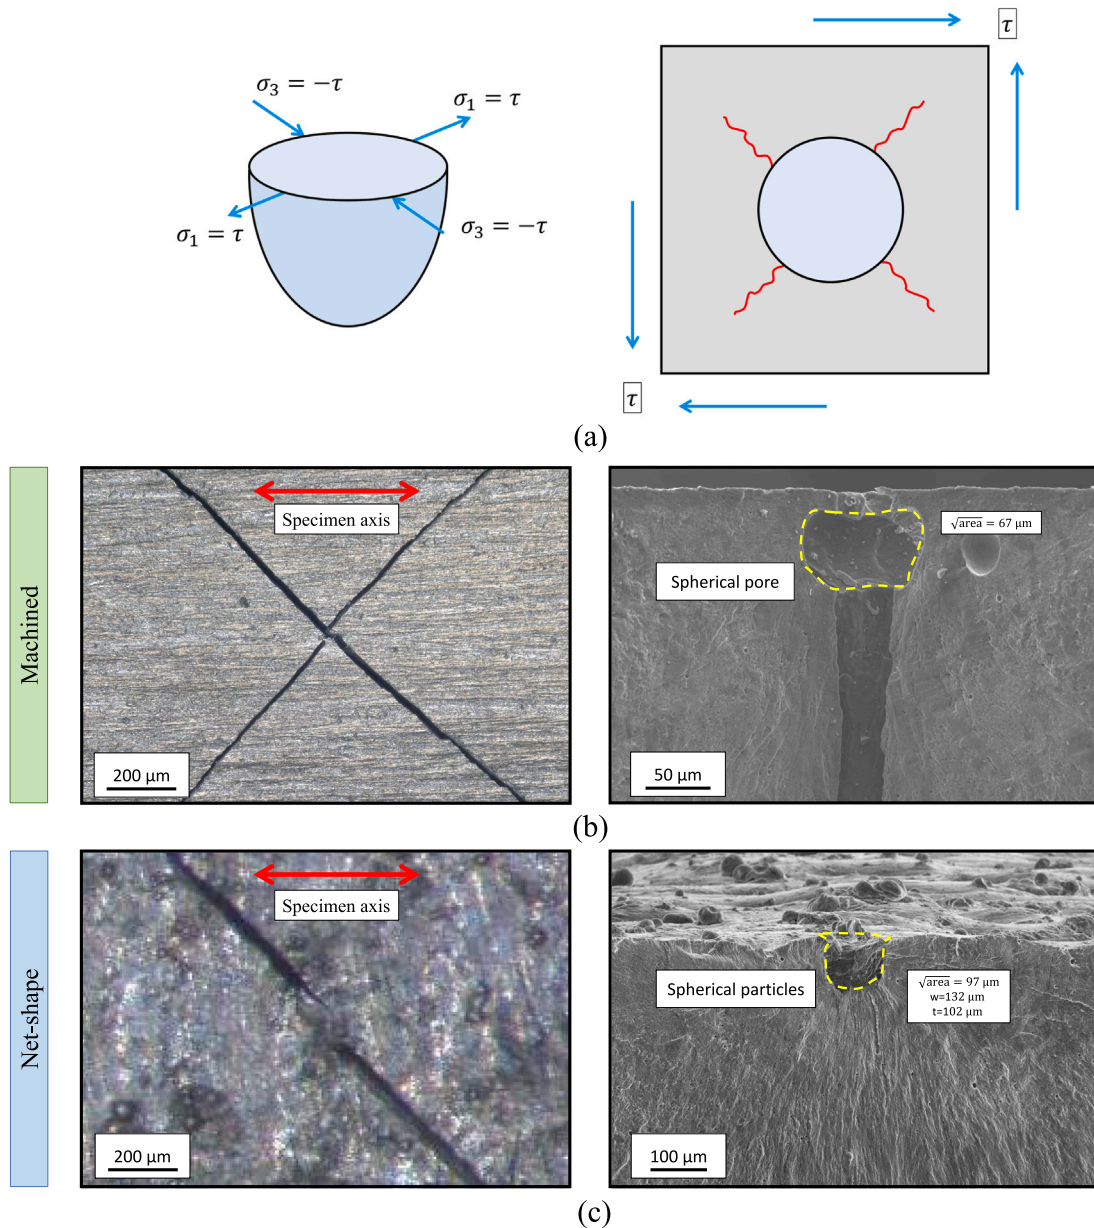 σ₃ = −τ
σ₁ = τ
σ₁ = τ
σ₃ = −τ
τ
τ
(a)
Machined
Specimen axis
200 µm
√area = 67 µm
Spherical pore
50 µm
(b)
Net-shape
Specimen axis
200 µm
Spherical particles
√area = 97 µm
w=132 µm
t=102 µm
100 µm
(c)